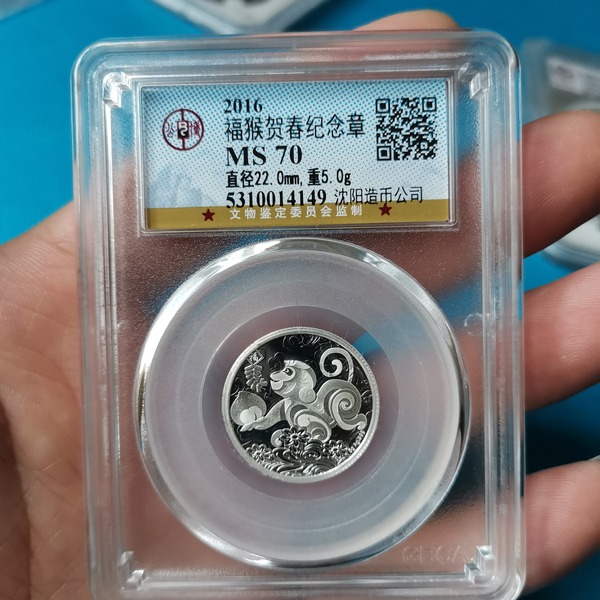 2016
福猴贺春纪念章
MS 70
直径22.0mm,重5.0g
5310014149 沈阳造币公司
★ 文物鉴定委员会监制 ★